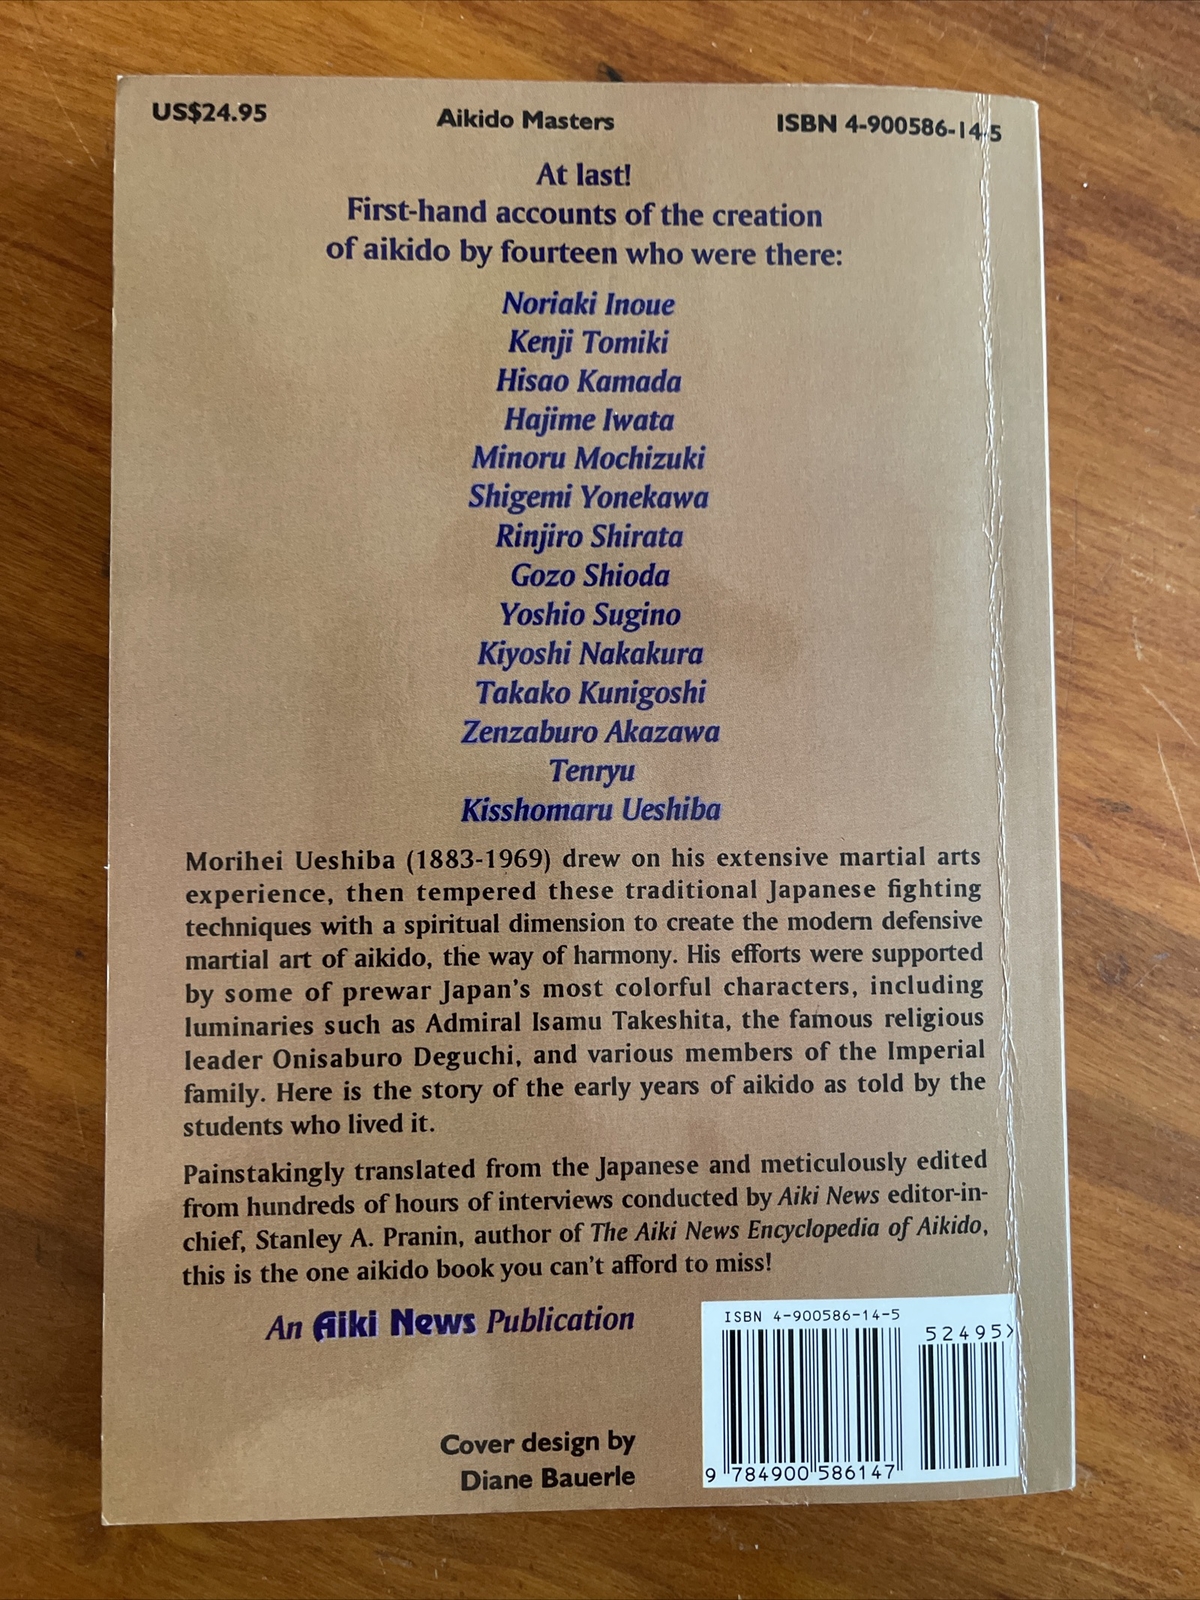 US$24.95 Aikido Masters ISBN 4-900586-14-5
At last!
First-hand accounts of the creation
of aikido by fourteen who were there:
Noriaki Inoue
Kenji Tomiki
Hisao Kamada
Hajime Iwata
Minoru Mochizuki
Shigemi Yonekawa
Rinjiro Shirata
Gozo Shioda
Yoshio Sugino
Kiyoshi Nakakura
Takako Kunigoshi
Zenzaburo Akazawa
Tenryu
Kisshomaru Ueshiba
Morihei Ueshiba (1883-1969) drew on his extensive martial arts
experience, then tempered these traditional Japanese fighting
techniques with a spiritual dimension to create the modern defensive
martial art of aikido, the way of harmony. His efforts were supported
by some of prewar Japan's most colorful characters, including
luminaries such as Admiral Isamu Takeshita, the famous religious
leader Onisaburo Deguchi, and various members of the Imperial
family. Here is the story of the early years of aikido as told by the
students who lived it.
Painstakingly translated from the Japanese and meticulously edited
from hundreds of hours of interviews conducted by Aiki News editor-in-
chief, Stanley A. Pranin, author of The Aiki News Encyclopedia of Aikido,
this is the one aikido book you can't afford to miss!
An Aiki News Publication
Cover design by
Diane Bauerle
ISBN 4-900586-14-5
52495>
9 784900 586147